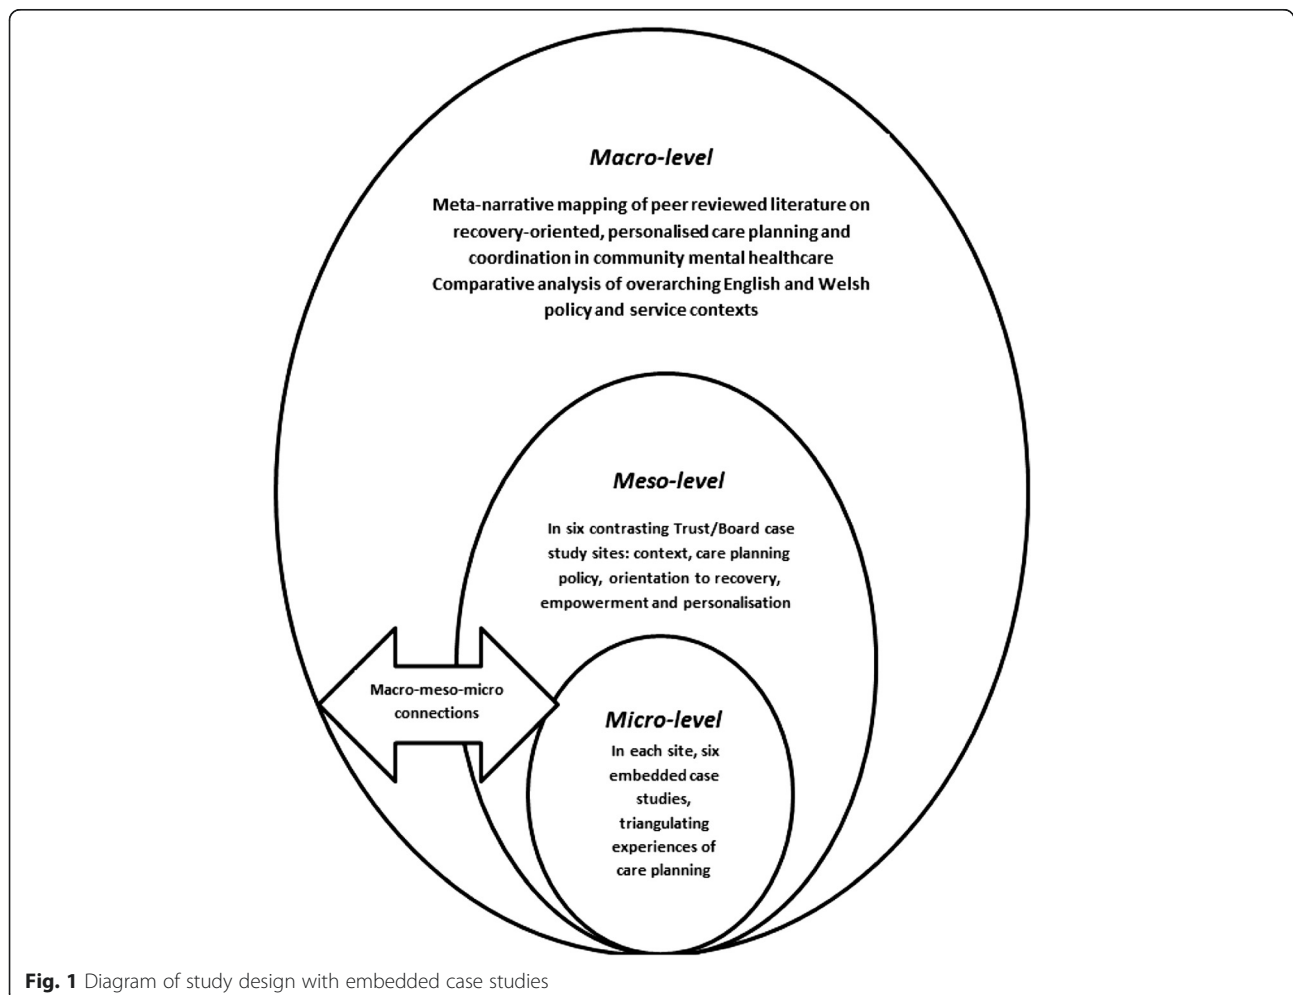 Macro-level
Meta-narrative mapping of peer reviewed literature on
recovery-oriented, personalised care planning and
coordination in community mental healthcare
Comparative analysis of overarching English and Welsh
policy and service contexts
Meso-level
In six contrasting Trust/Board case
study sites: context, care planning
policy, orientation to recovery,
empowerment and personalisation
Macro-meso-micro
connections
Micro-level
In each site, six
embedded case
studies,
triangulating
experiences of
care planning
Fig. 1 Diagram of study design with embedded case studies